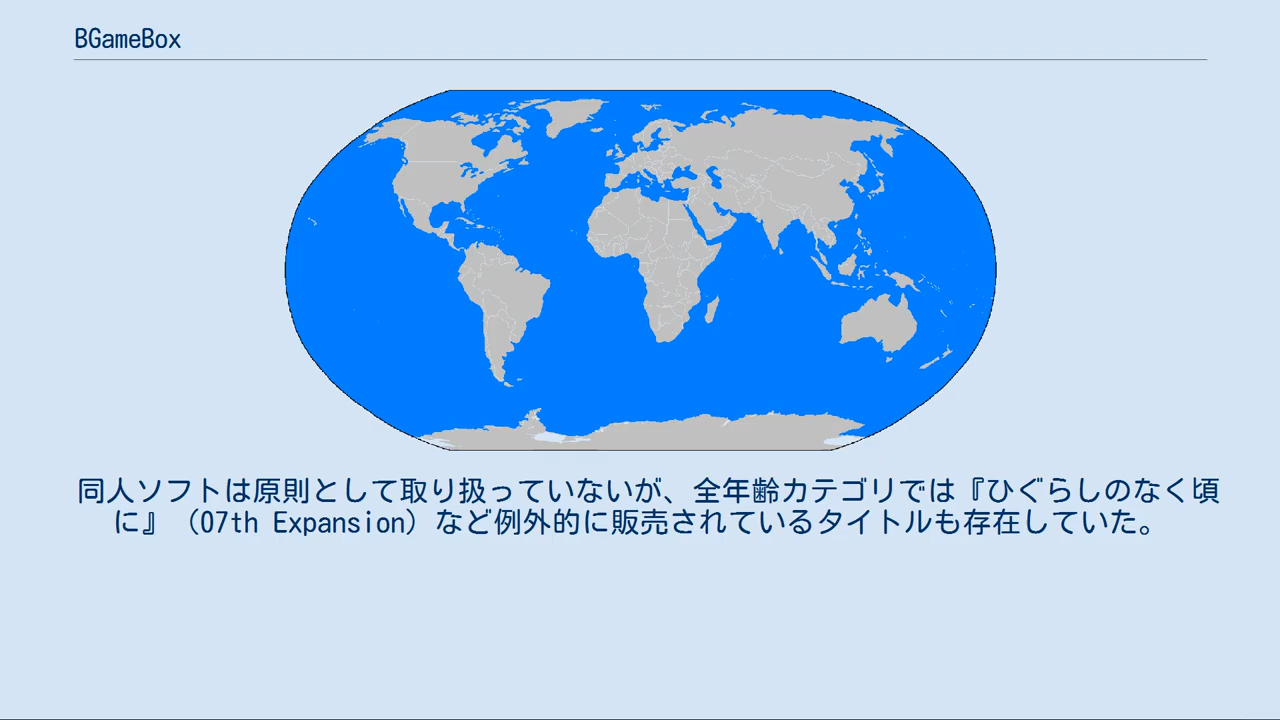 BGameBox
同人ソフトは原則として取り扱っていないが、全年齢カテゴリでは『ひぐらしのなく頃
に』（07th Expansion）など例外的に販売されているタイトルも存在していた。